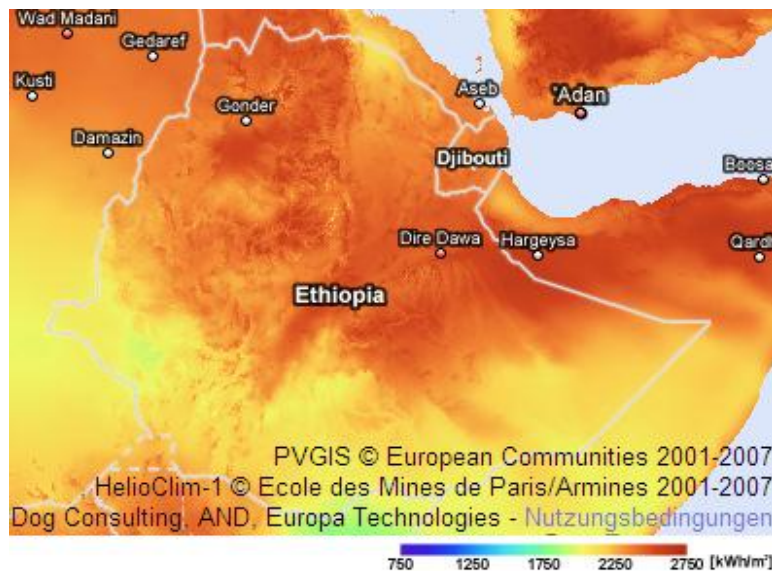 Wad Madani
Gedaref
Kusti
Gonder
Aseb
'Adan
Damazin
Djibouti
Boosa
Dire Dawa
Hargeysa
Qardh
Ethiopia
PVGIS © European Communities 2001-2007
HelioClim-1 © Ecole des Mines de Paris/Armines 2001-2007
Dog Consulting, AND, Europa Technologies - Nutzungsbedingungen
750 1250 1750 2250 2750 [kWh/m²]